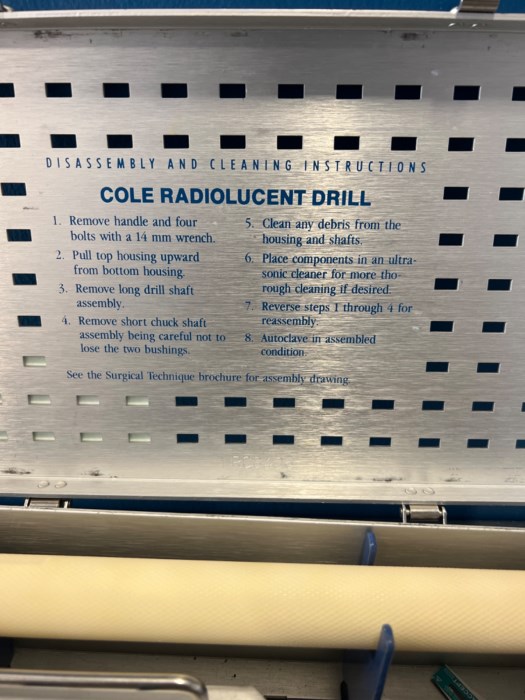 DISASSEMBLY AND CLEANING INSTRUCTIONS
COLE RADIOLUCENT DRILL
1. Remove handle and four
bolts with a 14 mm wrench.
2. Pull top housing upward
from bottom housing.
3. Remove long drill shaft
assembly.
4. Remove short chuck shaft
assembly being careful not to
lose the two bushings.
5. Clean any debris from the
housing and shafts.
6. Place components in an ultra-
sonic cleaner for more tho-
rough cleaning if desired.
7. Reverse steps 1 through 4 for
reassembly.
8. Autoclave in assembled
condition.
See the Surgical Technique brochure for assembly drawing.